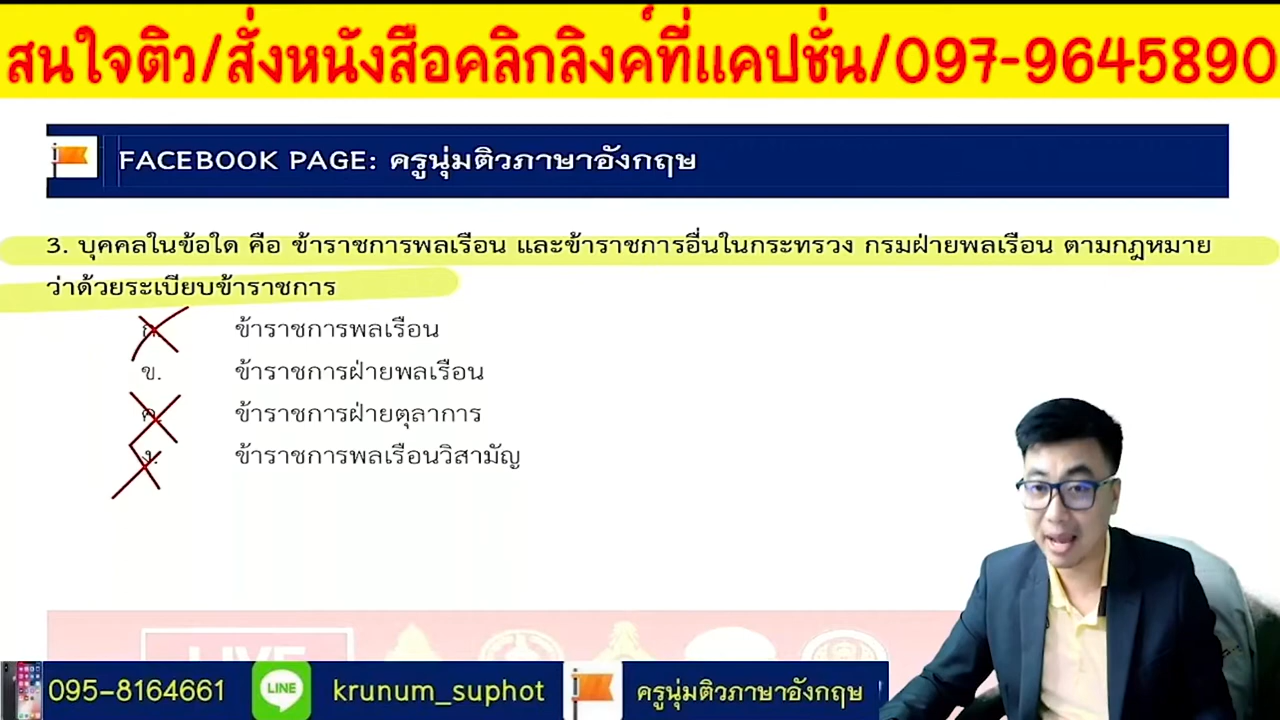 สนใจติว/สั่งหนังสือคลิกลิงค์ที่แคปชั่น/097-9645890
FACEBOOK PAGE: ครูนุ่มติวภาษาอังกฤษ
3. บุคคลในข้อใด คือ ข้าราชการพลเรือน และข้าราชการอื่นในกระทรวง กรมฝ่ายพลเรือน ตามกฎหมาย
ว่าด้วยระเบียบข้าราชการ
ก. ข้าราชการพลเรือน
ข. ข้าราชการฝ่ายพลเรือน
ค. ข้าราชการฝ่ายตุลาการ
ง. ข้าราชการพลเรือนวิสามัญ
LIVE
095-8164661 LINE krunum_suphot ครูนุ่มติวภาษาอังกฤษ